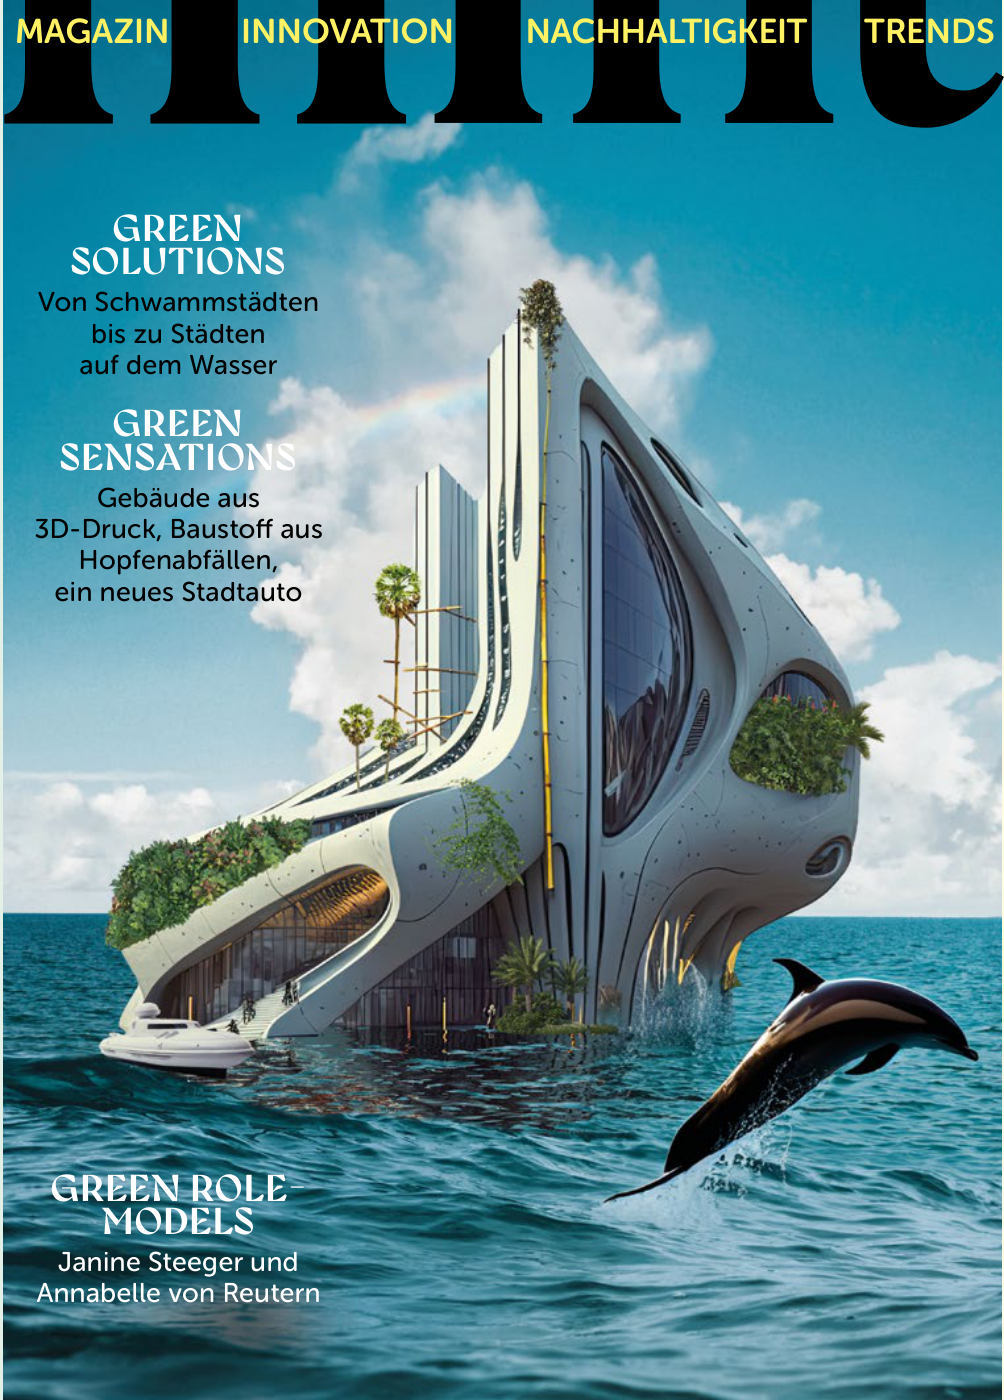 MAGAZIN INNOVATION NACHHALTIGKEIT TRENDS
GREEN
SOLUTIONS
Von Schwammstädten
bis zu Städten
auf dem Wasser
GREEN
SENSATIONS
Gebäude aus
3D-Druck, Baustoff aus
Hopfenabfällen,
ein neues Stadtauto
GREEN ROLE-
MODELS
Janine Steeger und
Annabelle von Reutern